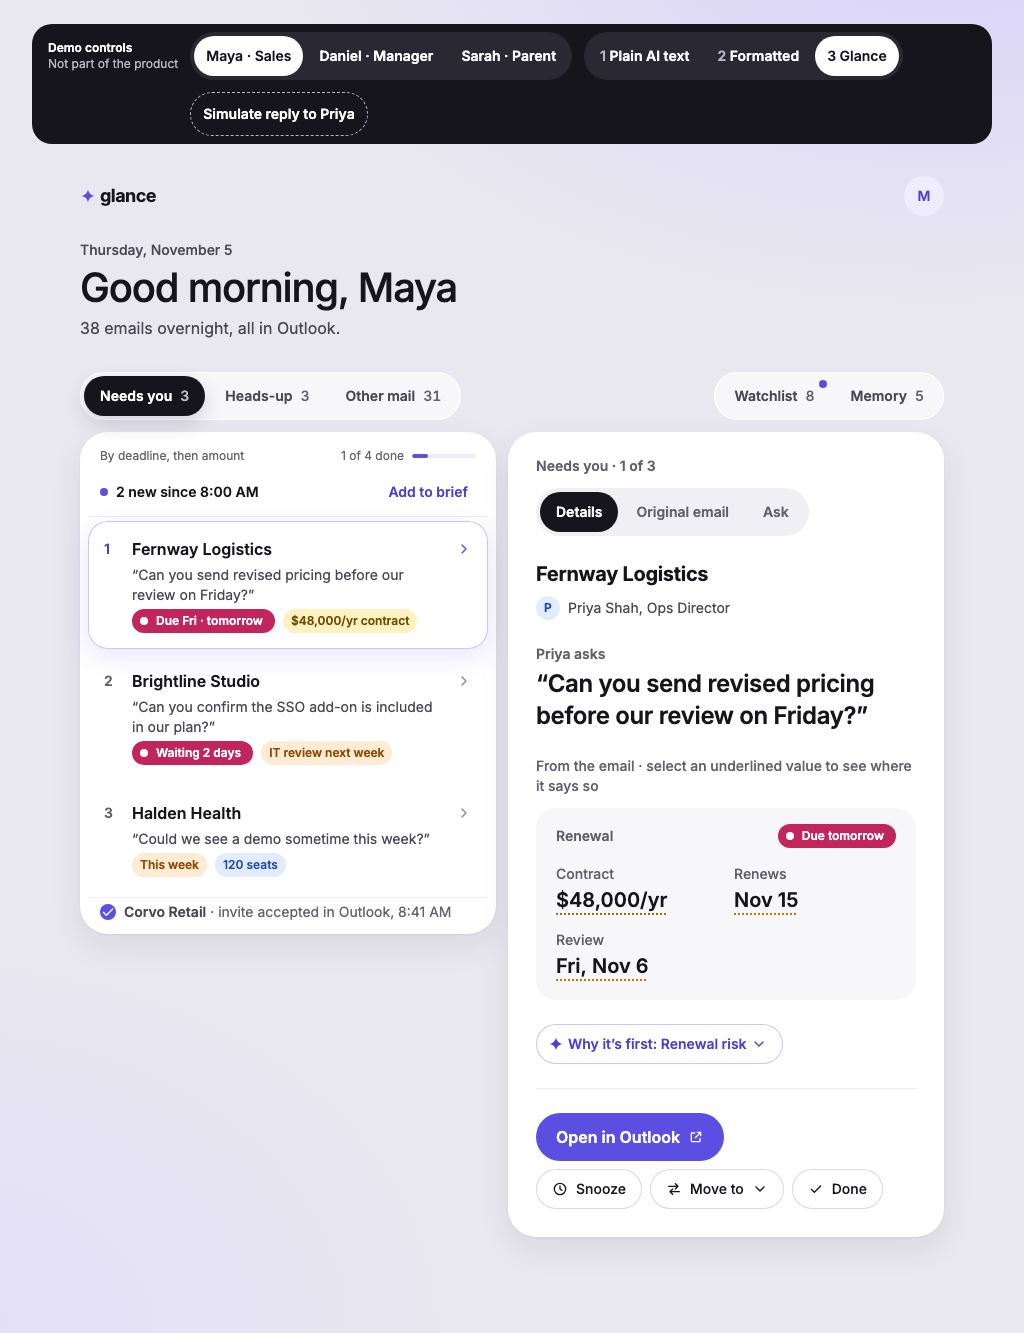 Demo controls
Not part of the product
Maya · Sales
Daniel · Manager
Sarah · Parent
1 Plain AI text
2 Formatted
3 Glance
Simulate reply to Priya
glance
M
Thursday, November 5
Good morning, Maya
38 emails overnight, all in Outlook.
Needs you 3
Heads-up 3
Other mail 31
Watchlist 8
Memory 5
By deadline, then amount
1 of 4 done
2 new since 8:00 AM
Add to brief
1 Fernway Logistics
“Can you send revised pricing before our
review on Friday?”
Due Fri · tomorrow
$48,000/yr contract
2 Brightline Studio
“Can you confirm the SSO add-on is included
in our plan?”
Waiting 2 days
IT review next week
3 Halden Health
“Could we see a demo sometime this week?”
This week
120 seats
Corvo Retail · invite accepted in Outlook, 8:41 AM
Needs you · 1 of 3
Details
Original email
Ask
Fernway Logistics
P
Priya Shah, Ops Director
Priya asks
“Can you send revised pricing
before our review on Friday?”
From the email · select an underlined value to see where
it says so
Renewal
Due tomorrow
Contract
$48,000/yr
Renews
Nov 15
Review
Fri, Nov 6
Why it’s first: Renewal risk
Open in Outlook
Snooze
Move to
Done